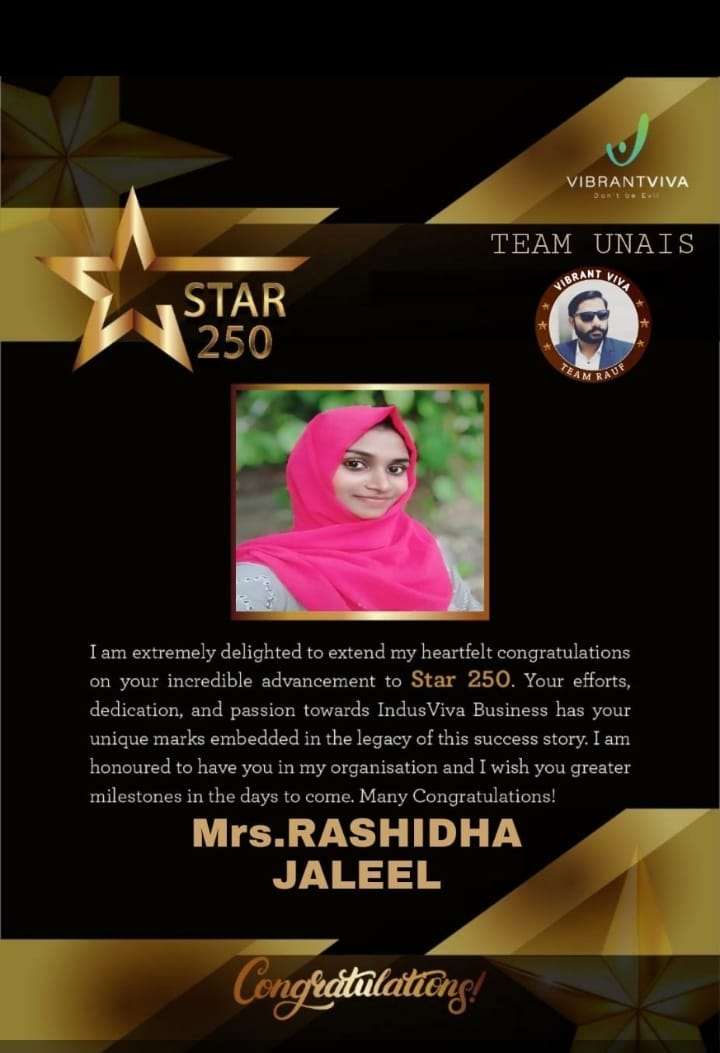 VIBRANTVIVA
Don't be Evil
TEAM UNAIS
STAR
250
VIBRANT VIVA
TEAM RAUF
I am extremely delighted to extend my heartfelt congratulations
on your incredible advancement to Star 250. Your efforts,
dedication, and passion towards IndusViva Business has your
unique marks embedded in the legacy of this success story. I am
honoured to have you in my organisation and I wish you greater
milestones in the days to come. Many Congratulations!
Mrs.RASHIDHA
JALEEL
Congratulations!